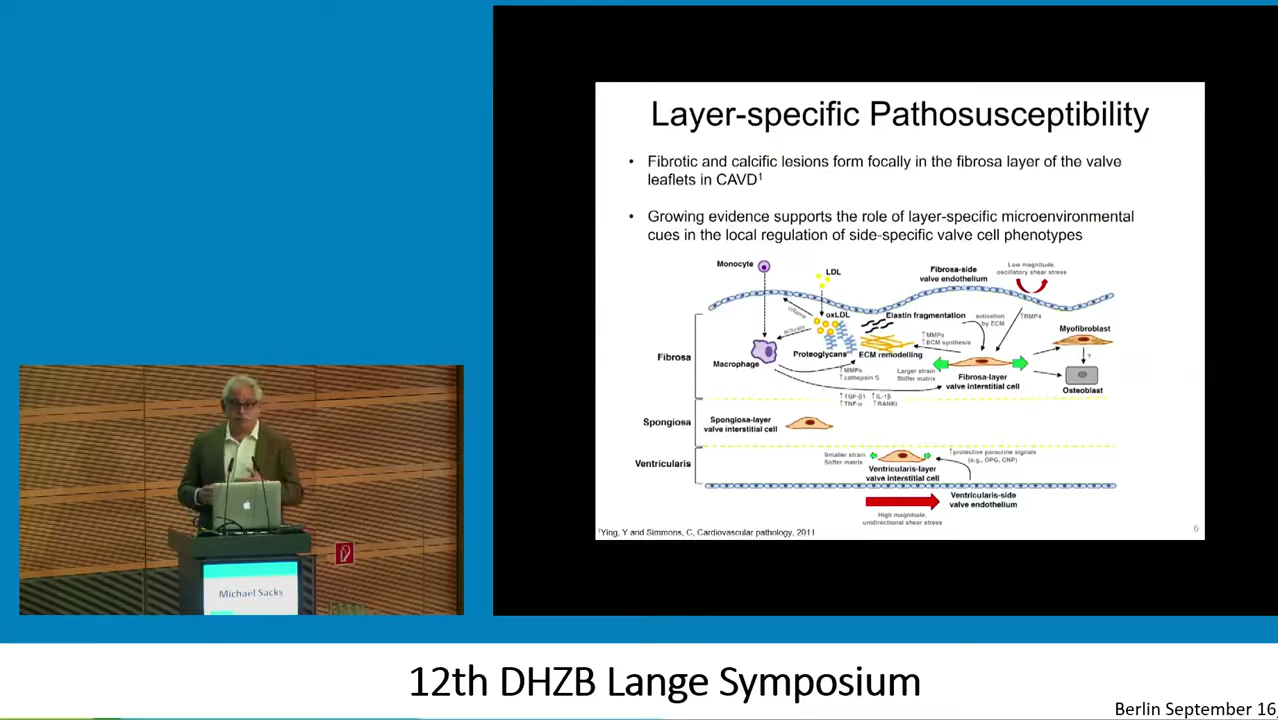 Layer-specific Pathosusceptibility
• Fibrotic and calcific lesions form focally in the fibrosa layer of the valve
leaflets in CAVD1
• Growing evidence supports the role of layer-specific microenvironmental
cues in the local regulation of side-specific valve cell phenotypes
Monocyte
LDL
Fibrosa-side
valve endothelium
Low magnitude,
oscillatory shear stress
oxLDL
Elastin fragmentation
activation
by ECM
↑BMP4
activate
Myofibroblast
↑MMPs
↑ECM synthesis
?
Fibrosa
Macrophage
Proteoglycans
ECM remodelling
↑MMPs
↑cathepsin S
Larger strain
Stiffer matrix
Fibrosa-layer
valve interstitial cell
Osteoblast
↑TGF-β1 ↑IL-1β
↑TNF-α ↑RANKL
Spongiosa
Spongiosa-layer
valve interstitial cell
Ventricularis
Smaller strain
Softer matrix
↑protective paracrine signals
(e.g., OPG, CNP)
Ventricularis-layer
valve interstitial cell
Ventricularis-side
valve endothelium
High magnitude,
unidirectional shear stress
1Ying, Y and Simmons, C, Cardiovascular pathology, 2011
6
Michael Sacks
12th DHZB Lange Symposium
Berlin September 16,